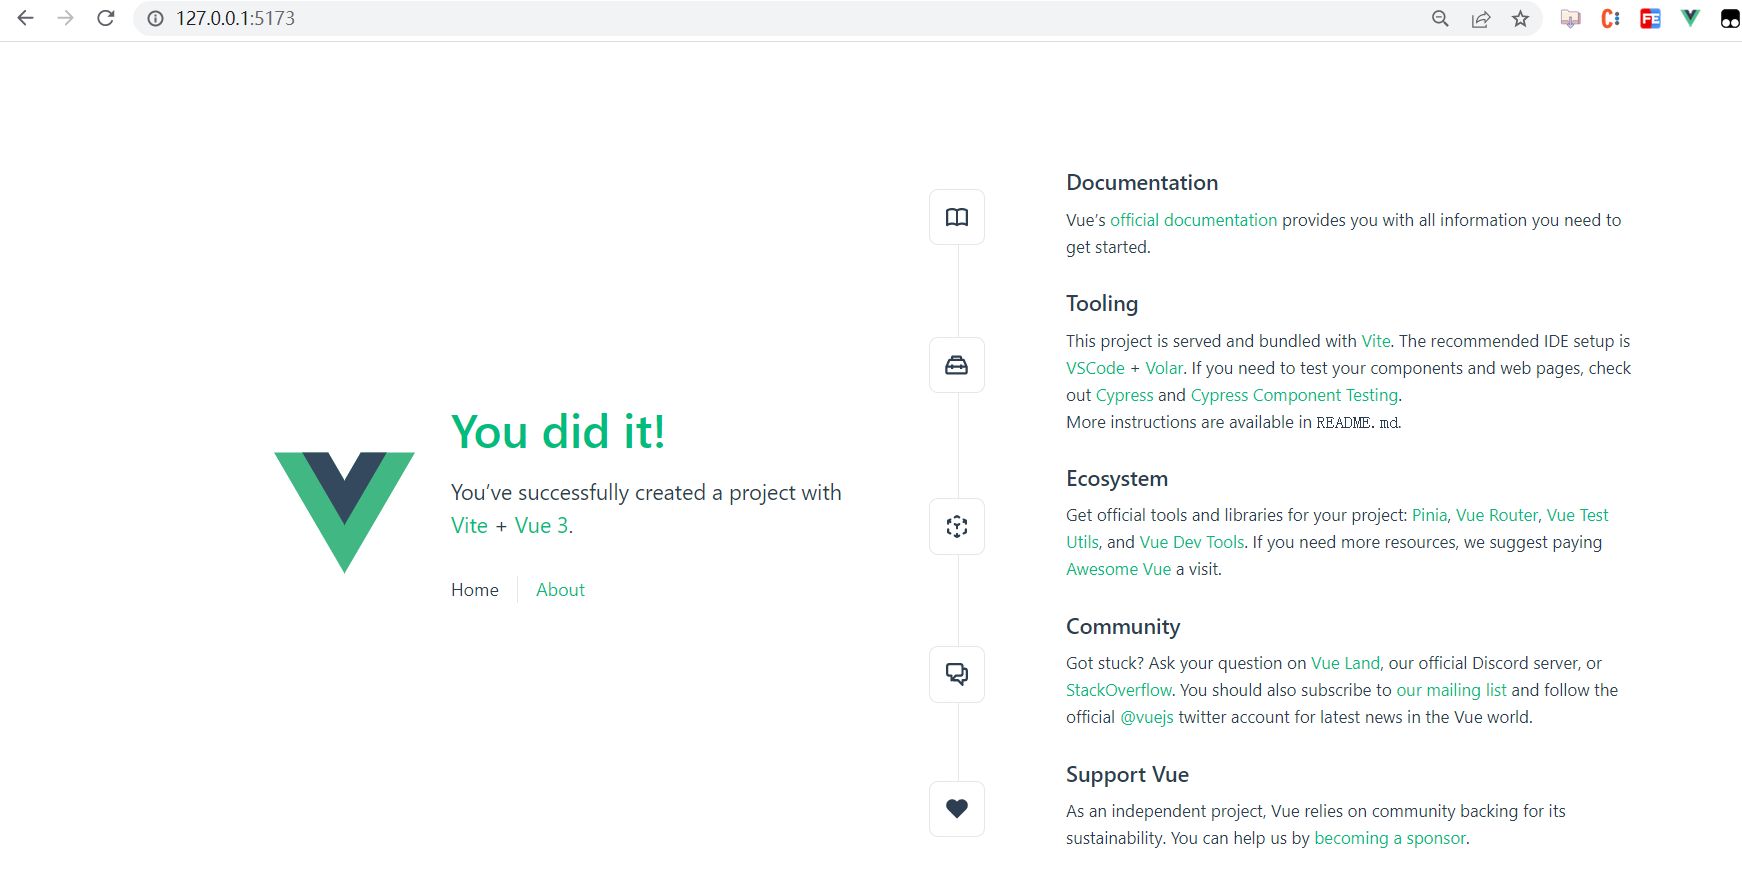 127.0.0.1:5173
FE
You did it!
You’ve successfully created a project with
Vite + Vue 3.
Home
About
Documentation
Vue’s official documentation provides you with all information you need to
get started.
Tooling
This project is served and bundled with Vite. The recommended IDE setup is
VSCode + Volar. If you need to test your components and web pages, check
out Cypress and Cypress Component Testing.
More instructions are available in README.md.
Ecosystem
Get official tools and libraries for your project: Pinia, Vue Router, Vue Test
Utils, and Vue Dev Tools. If you need more resources, we suggest paying
Awesome Vue a visit.
Community
Got stuck? Ask your question on Vue Land, our official Discord server, or
StackOverflow. You should also subscribe to our mailing list and follow the
official @vuejs twitter account for latest news in the Vue world.
Support Vue
As an independent project, Vue relies on community backing for its
sustainability. You can help us by becoming a sponsor.